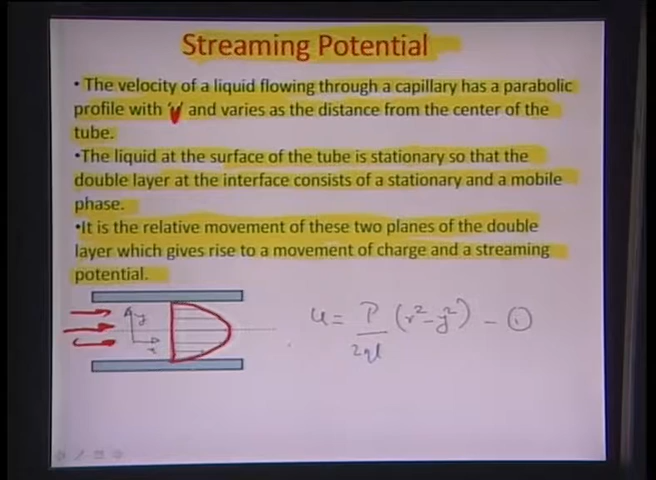 Streaming Potential
• The velocity of a liquid flowing through a capillary has a parabolic
profile with 'v' and varies as the distance from the center of the
tube.
•The liquid at the surface of the tube is stationary so that the
double layer at the interface consists of a stationary and a mobile
phase.
•It is the relative movement of these two planes of the double
layer which gives rise to a movement of charge and a streaming
potential.
y
x
u = P/2ηl (r² - y²) - ①